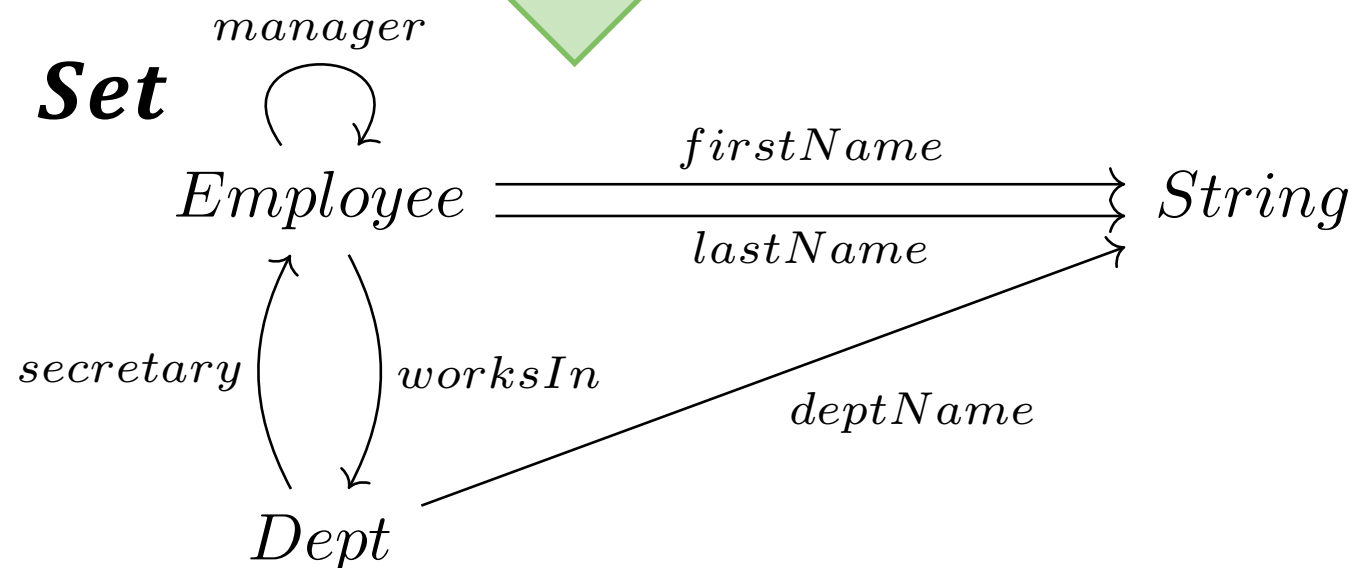 manager
Set
firstName
Employee
String
lastName
secretary
worksIn
deptName
Dept